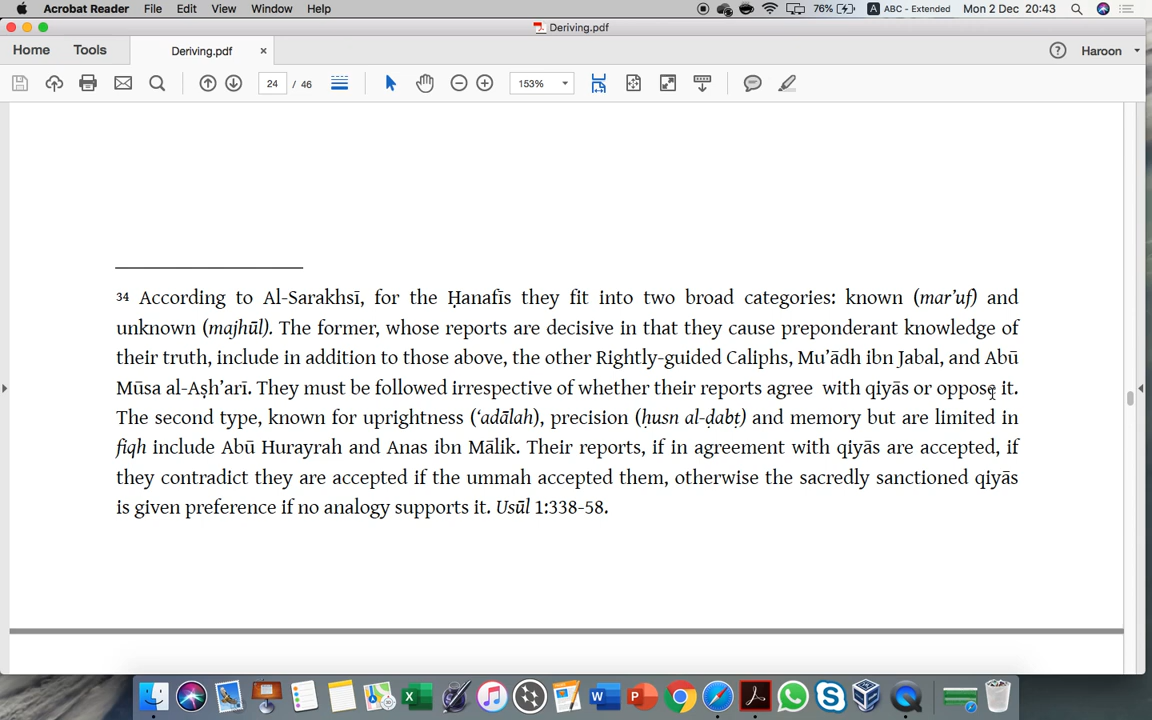 Acrobat Reader File Edit View Window Help 76% A ABC - Extended Mon 2 Dec 20:43
Deriving.pdf
Home Tools Deriving.pdf × ? Haroon
24 / 46 153%
34 According to Al-Sarakhsī, for the Ḥanafīs they fit into two broad categories: known (mar’uf) and
unknown (majhūl). The former, whose reports are decisive in that they cause preponderant knowledge of
their truth, include in addition to those above, the other Rightly-guided Caliphs, Mu’ādh ibn Jabal, and Abū
Mūsa al-Aṣh’arī. They must be followed irrespective of whether their reports agree with qiyās or oppose it.
The second type, known for uprightness (‘adālah), precision (ḥusn al-ḍabṭ) and memory but are limited in
fiqh include Abū Hurayrah and Anas ibn Mālik. Their reports, if in agreement with qiyās are accepted, if
they contradict they are accepted if the ummah accepted them, otherwise the sacredly sanctioned qiyās
is given preference if no analogy supports it. Usūl 1:338-58.